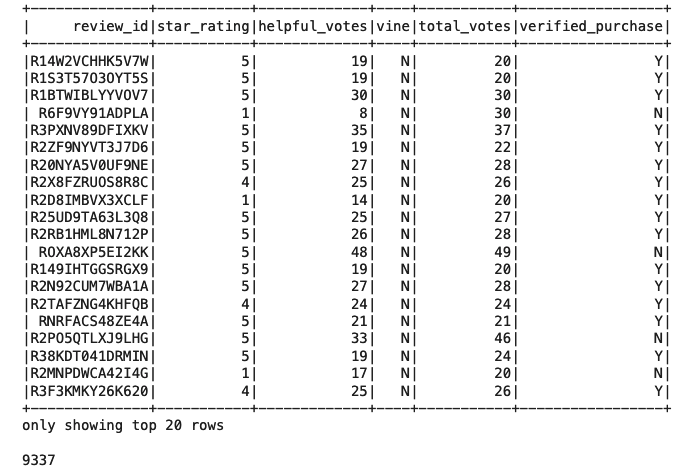 +--------------+-----------+-------------+----+-----------+-----------------+
|     review_id|star_rating|helpful_votes|vine|total_votes|verified_purchase|
+--------------+-----------+-------------+----+-----------+-----------------+
|R14W2VCHHK5V7W|          5|           19|   N|         20|                Y|
|R1S3T57O3OYT5S|          5|           19|   N|         20|                Y|
|R1BTWIBLYYVOV7|          5|           30|   N|         30|                Y|
| R6F9VY91ADPLA|          1|            8|   N|         30|                N|
|R3PXNV89DFIXKV|          5|           35|   N|         37|                Y|
|R2ZF9NYVT3J7D6|          5|           19|   N|         22|                Y|
|R20NYA5V0UF9NE|          5|           27|   N|         28|                Y|
|R2X8FZRUOS8R8C|          4|           25|   N|         26|                Y|
|R2D8IMBVX3XCLF|          1|           14|   N|         20|                Y|
|R25UD9TA63L3Q8|          5|           25|   N|         27|                Y|
|R2RB1HML8N712P|          5|           26|   N|         28|                Y|
| ROXA8XP5EI2KK|          5|           48|   N|         49|                N|
|R149IHTGGSRGX9|          5|           19|   N|         20|                Y|
|R2N92CUM7WBA1A|          5|           27|   N|         28|                Y|
|R2TAFZNG4KHFQB|          4|           24|   N|         24|                Y|
| RNRFACS48ZE4A|          5|           21|   N|         21|                Y|
|R2PO5QTLXJ9LHG|          5|           33|   N|         46|                N|
|R38KDT041DRMIN|          5|           19|   N|         24|                Y|
|R2MNPDWCA42I4G|          1|           17|   N|         20|                N|
|R3F3KMKY26K620|          4|           25|   N|         26|                Y|
+--------------+-----------+-------------+----+-----------+-----------------+
only showing top 20 rows
9337